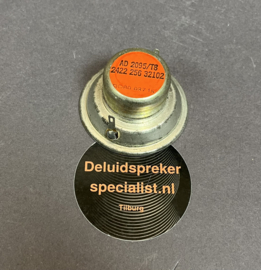 AD 2095/T8
2422 256 32102
Deluidspreker
specialist.nl
Tilburg